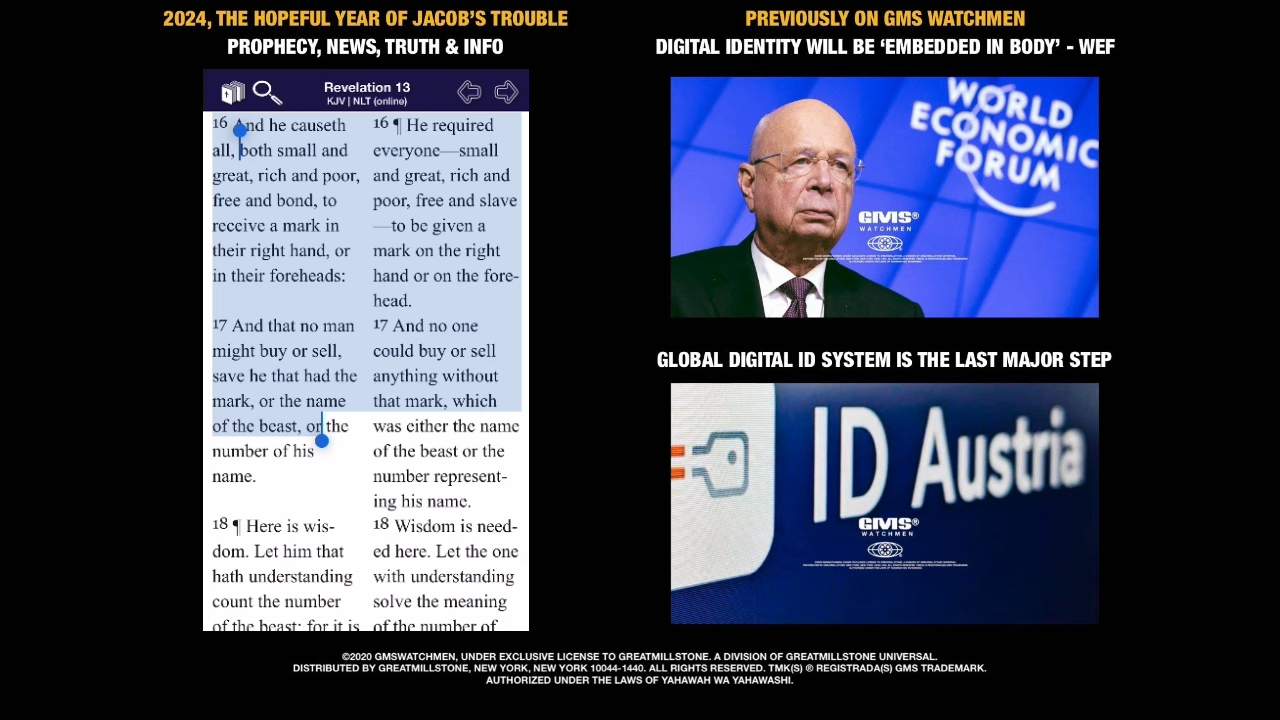 2024, THE HOPEFUL YEAR OF JACOB'S TROUBLE
PROPHECY, NEWS, TRUTH & INFO
Revelation 13
KJV | NLT (online)
16 And he causeth
all, both small and
great, rich and poor,
free and bond, to
receive a mark in
their right hand, or
in their foreheads:
17 And that no man
might buy or sell,
save he that had the
mark, or the name
of the beast, or the
number of his
name.
18 ¶ Here is wis-
dom. Let him that
hath understanding
count the number
of the beast: for it is
16 ¶ He required
everyone—small
and great, rich and
poor, free and slave
—to be given a
mark on the right
hand or on the fore-
head.
17 And no one
could buy or sell
anything without
that mark, which
was either the name
of the beast or the
number represent-
ing his name.
18 Wisdom is need-
ed here. Let the one
with understanding
solve the meaning
of the number of
PREVIOUSLY ON GMS WATCHMEN
DIGITAL IDENTITY WILL BE ‘EMBEDDED IN BODY’ - WEF
WORLD
ECONOMIC
FORUM
GMS®
WATCHMEN
GLOBAL DIGITAL ID SYSTEM IS THE LAST MAJOR STEP
ID Austria
GMS®
WATCHMEN
©2020 GMSWATCHMEN, UNDER EXCLUSIVE LICENSE TO GREATMILLSTONE. A DIVISION OF GREATMILLSTONE UNIVERSAL.
DISTRIBUTED BY GREATMILLSTONE, NEW YORK, NEW YORK 10044-1440. ALL RIGHTS RESERVED. TMK(S) ® REGISTRADA(S) GMS TRADEMARK.
AUTHORIZED UNDER THE LAWS OF YAHAWAH WA YAHAWASHI.